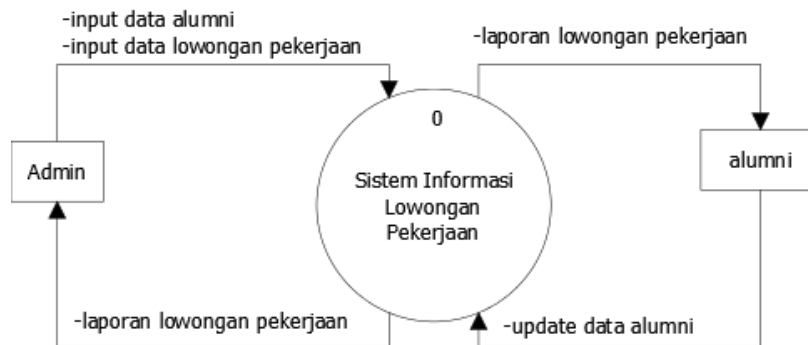 -input data alumni
-input data lowongan pekerjaan
-laporan lowongan pekerjaan
0
Admin
Sistem Informasi
Lowongan
Pekerjaan
alumni
-laporan lowongan pekerjaan
-update data alumni